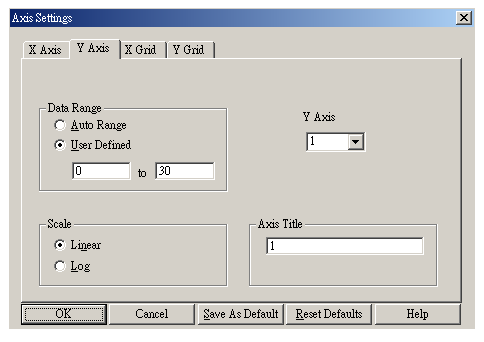 Axis Settings
X Axis Y Axis X Grid Y Grid
Data Range
Auto Range
User Defined
0 to 30
Y Axis
1
Scale
Linear
Log
Axis Title
1
OK Cancel Save As Default Reset Defaults Help